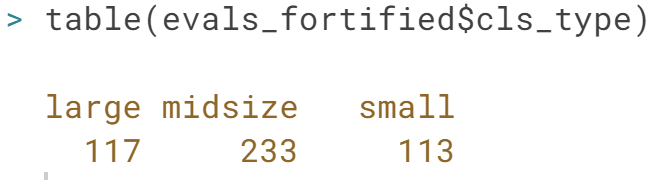 > table(evals_fortified$cls_type)
large midsize small
117 233 113